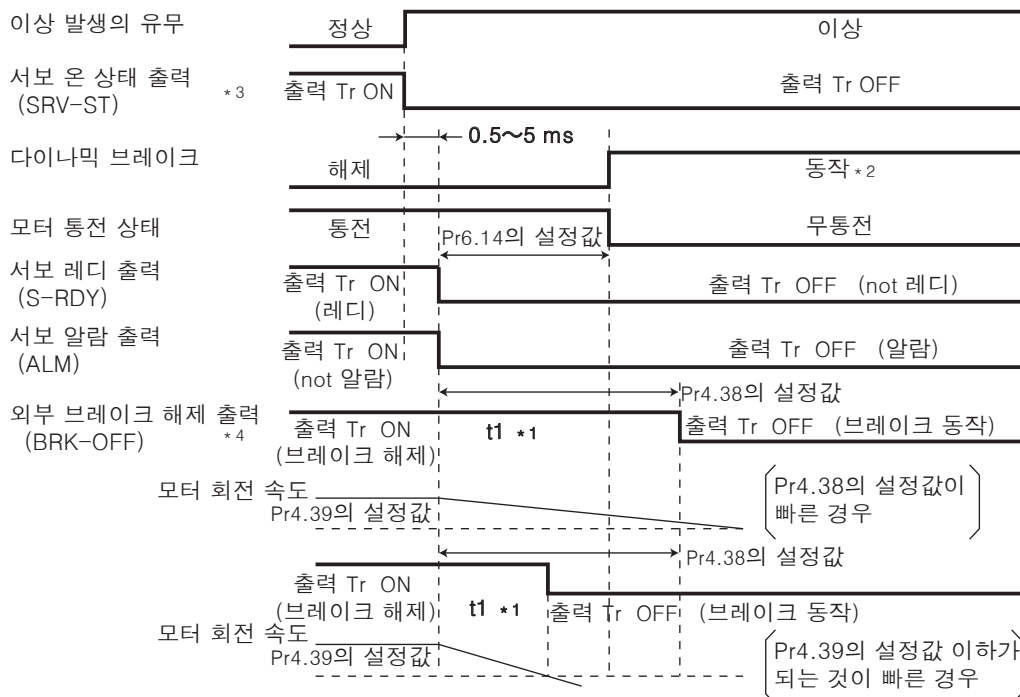 이상 발생의 유무
정상
이상
서보 온 상태 출력
(SRV-ST)
*3
출력 Tr ON
출력 Tr OFF
0.5~5 ms
다이나믹 브레이크
해제
동작 *2
모터 통전 상태
통전
Pr6.14의 설정값
무통전
서보 레디 출력
(S-RDY)
출력 Tr ON
(레디)
출력 Tr OFF (not 레디)
서보 알람 출력
(ALM)
출력 Tr ON
(not 알람)
출력 Tr OFF (알람)
Pr4.38의 설정값
외부 브레이크 해제 출력
(BRK-OFF)
*4
출력 Tr ON
(브레이크 해제)
t1 *1
출력 Tr OFF (브레이크 동작)
모터 회전 속도
Pr4.39의 설정값
Pr4.38의 설정값이
빠른 경우
Pr4.38의 설정값
출력 Tr ON
(브레이크 해제)
t1 *1
출력 Tr OFF (브레이크 동작)
모터 회전 속도
Pr4.39의 설정값
Pr4.39의 설정값 이하가
되는 것이 빠른 경우